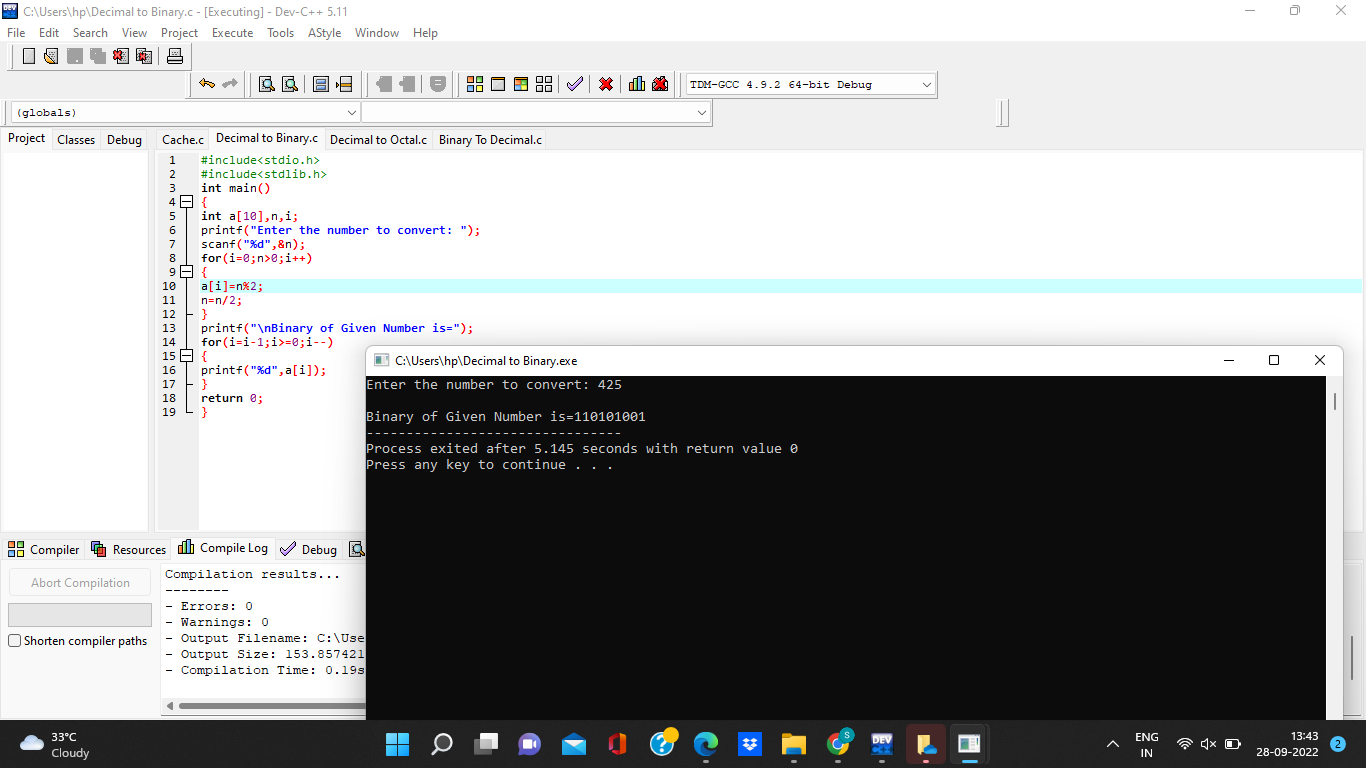 C:\Users\hp\Decimal to Binary.c - [Executing] - Dev-C++ 5.11
File Edit Search View Project Execute Tools AStyle Window Help
TDM-GCC 4.9.2 64-bit Debug
(globals)
Project Classes Debug Cache.c Decimal to Binary.c Decimal to Octal.c Binary To Decimal.c
1 #include<stdio.h>
2 #include<stdlib.h>
3 int main()
4 {
5 int a[10],n,i;
6 printf("Enter the number to convert: ");
7 scanf("%d",&n);
8 for(i=0;n>0;i++)
9 {
10 a[i]=n%2;
11 n=n/2;
12 }
13 printf("\nBinary of Given Number is=");
14 for(i=i-1;i>=0;i--)
15 {
16 printf("%d",a[i]);
17 }
18 return 0;
19 }
C:\Users\hp\Decimal to Binary.exe
Enter the number to convert: 425
Binary of Given Number is=110101001
--------------------------------
Process exited after 5.145 seconds with return value 0
Press any key to continue . . .
Compiler Resources Compile Log Debug
Abort Compilation
Shorten compiler paths
Compilation results...
--------
- Errors: 0
- Warnings: 0
- Output Filename: C:\Use
- Output Size: 153.857421
- Compilation Time: 0.19s
33°C
Cloudy
DEV
S
ENG
IN
13:43
28-09-2022
2